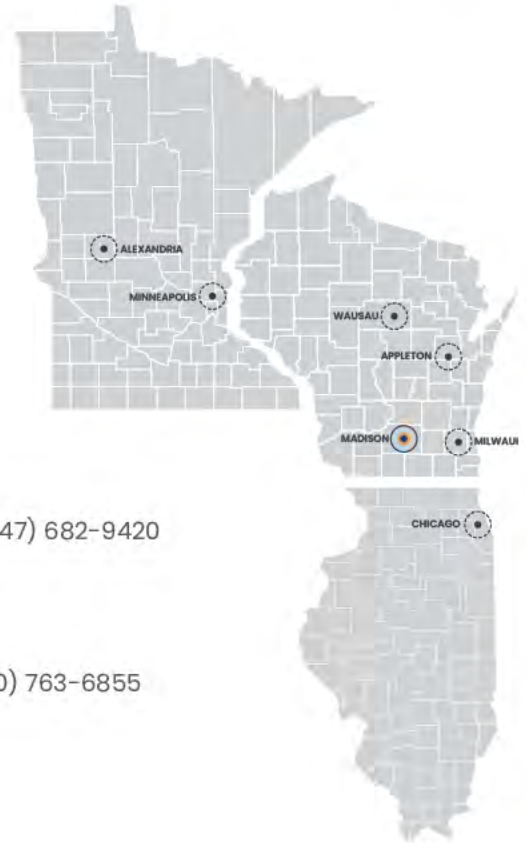 ALEXANDRIA
MINNEAPOLIS
WAUSAU
APPLETON
MADISON
MILWAU
47) 682-9420
CHICAGO
) 763-6855